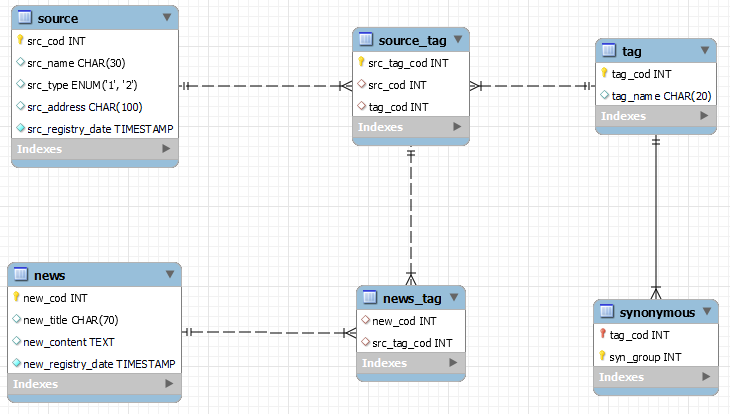 source
src_cod INT
src_name CHAR(30)
src_type ENUM('1', '2')
src_address CHAR(100)
src_registry_date TIMESTAMP
Indexes
source_tag
src_tag_cod INT
src_cod INT
tag_cod INT
Indexes
tag
tag_cod INT
tag_name CHAR(20)
Indexes
news
new_cod INT
new_title CHAR(70)
new_content TEXT
new_registry_date TIMESTAMP
Indexes
news_tag
new_cod INT
src_tag_cod INT
Indexes
synonymous
tag_cod INT
syn_group INT
Indexes